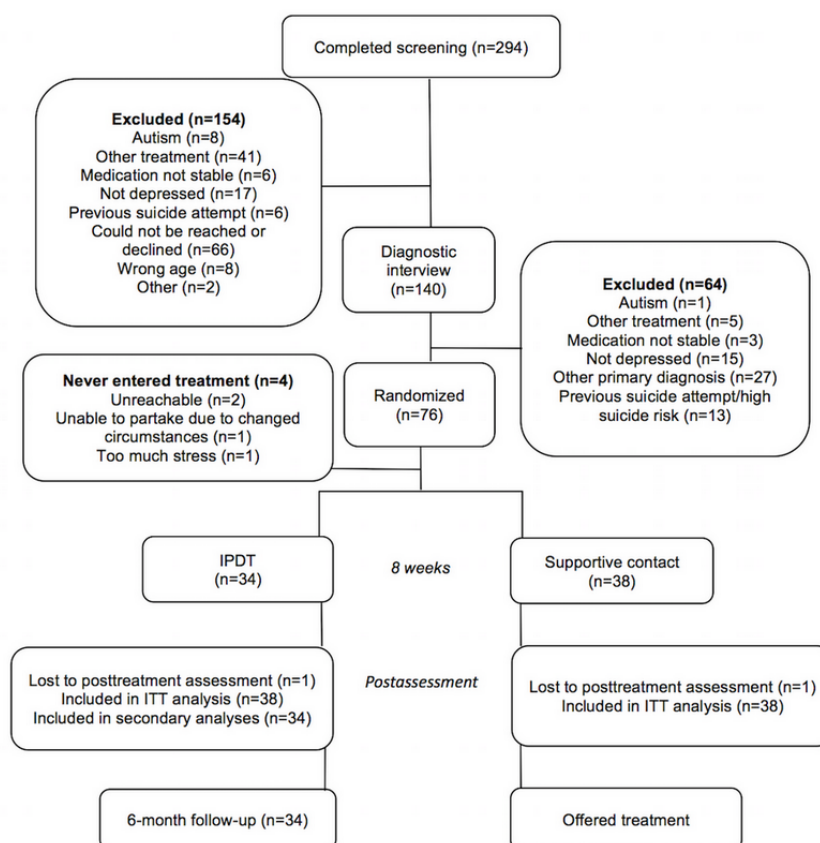 Completed screening (n=294)
Excluded (n=154)
Autism (n=8)
Other treatment (n=41)
Medication not stable (n=6)
Not depressed (n=17)
Previous suicide attempt (n=6)
Could not be reached or
declined (n=66)
Wrong age (n=8)
Other (n=2)
Diagnostic
interview
(n=140)
Excluded (n=64)
Autism (n=1)
Other treatment (n=5)
Medication not stable (n=3)
Not depressed (n=15)
Other primary diagnosis (n=27)
Previous suicide attempt/high
suicide risk (n=13)
Never entered treatment (n=4)
Unreachable (n=2)
Unable to partake due to changed
circumstances (n=1)
Too much stress (n=1)
Randomized
(n=76)
IPDT
(n=34)
8 weeks
Supportive contact
(n=38)
Lost to posttreatment assessment (n=1)
Included in ITT analysis (n=38)
Included in secondary analyses (n=34)
Postassessment
Lost to posttreatment assessment (n=1)
Included in ITT analysis (n=38)
6-month follow-up (n=34)
Offered treatment